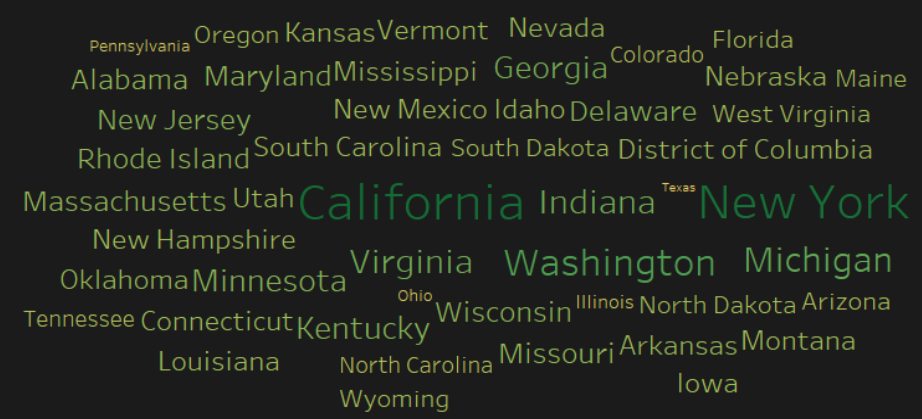 Pennsylvania Oregon Kansas Vermont Nevada Colorado Florida
Alabama Maryland Mississippi Georgia Nebraska Maine
New Jersey New Mexico Idaho Delaware West Virginia
Rhode Island South Carolina South Dakota District of Columbia
Massachusetts Utah California Indiana Texas New York
New Hampshire
Oklahoma Minnesota Virginia Washington Michigan
Tennessee Connecticut Kentucky Ohio Wisconsin Illinois North Dakota Arizona
Louisiana North Carolina Missouri Arkansas Montana
Wyoming Iowa